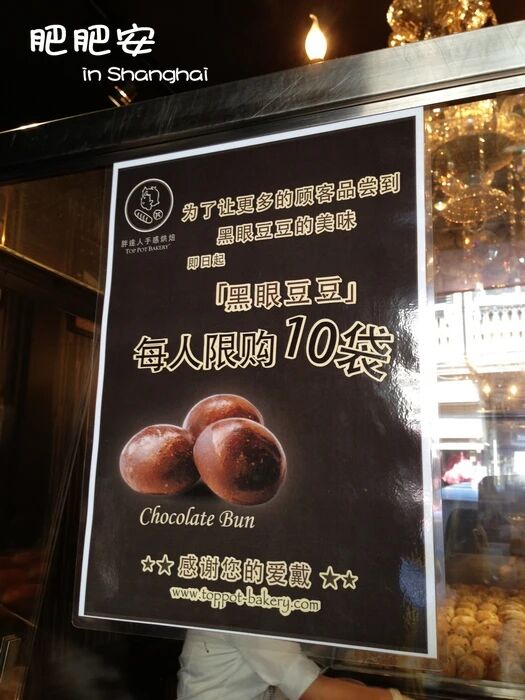 肥肥安
in Shanghai
胖達人手感烘焙
TOP POT BAKERY
为了让更多的顾客品尝到
黑眼豆豆的美味
即日起
「黑眼豆豆」
每人限购10袋
Chocolate Bun
★★ 感谢您的爱戴 ★★
www.toppot-bakery.com